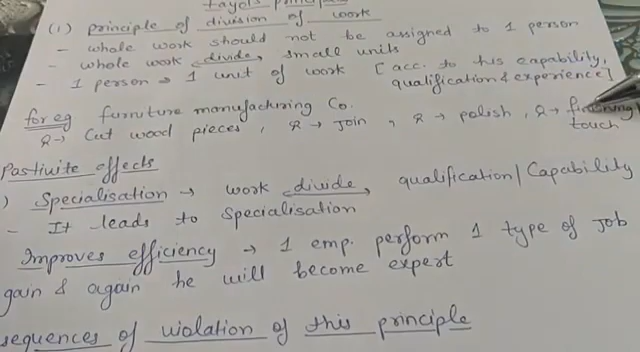 (1) principle of division of work
- whole work should not be assigned to 1 person
- whole work divide, small units
- 1 person → 1 unit of work [acc. to his capability,
qualification & experience]
for eg furniture manufacturing Co.
Cut wood pieces, → Join, → polish, → finishing
touch
Pastivite effects
) Specialisation → work divide, qualification/Capability
- It leads to Specialisation
Improves efficiency → 1 emp. perform 1 type of Job
gain & again he will become expert
sequences of violation of this principle